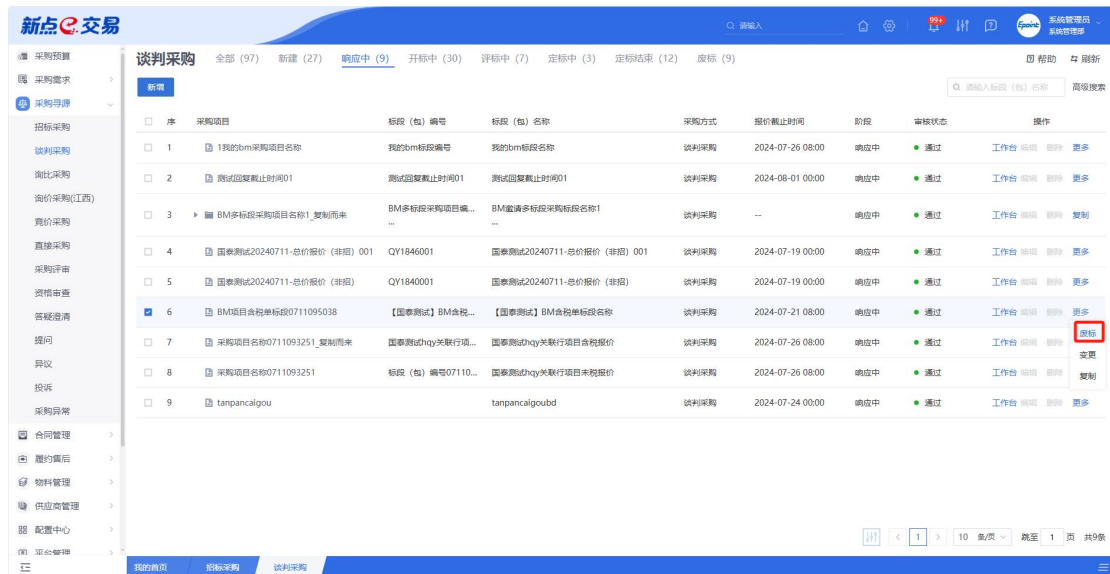 新点e交易
请输入
99+
Epoint
系统管理员
系统管理部
采购预算
采购需求
采购寻源
招标采购
谈判采购
询比采购
询价采购(江西)
竞价采购
直接采购
采购评审
资格审查
答疑澄清
提问
异议
投诉
采购异常
合同管理
履约售后
物料管理
供应商管理
配置中心
平台管理
谈判采购 全部 (97) 新建 (27) 响应中 (9) 开标中 (30) 评标中 (7) 定标中 (3) 定标结束 (12) 废标 (9) 帮助 刷新
新增 请输入标段（包）名称 高级搜索
序 采购项目 标段（包）编号 标段（包）名称 采购方式 报价截止时间 阶段 审核状态 操作
1 1我的bm采购项目名称 我的bm标段编号 我的bm标段名称 谈判采购 2024-07-26 08:00 响应中 通过 工作台 编辑 删除 更多
2 测试回复截止时间01 测试回复截止时间01 测试回复截止时间01 谈判采购 2024-08-01 00:00 响应中 通过 工作台 编辑 删除 更多
3 BM多标段采购项目名称1_复制而来 BM多标段采购项目编... BM邀请多标段采购标段名称1 谈判采购 -- 响应中 通过 工作台 编辑 删除 复制
... ...
4 国泰测试20240711-总价报价（非招）001 QY1846001 国泰测试20240711-总价报价（非招）001 谈判采购 2024-07-19 00:00 响应中 通过 工作台 编辑 删除 更多
5 国泰测试20240711-总价报价（非招） QY1840001 国泰测试20240711-总价报价（非招） 谈判采购 2024-07-19 00:00 响应中 通过 工作台 编辑 删除 更多
6 BM项目含税单标段0711095038 【国泰测试】BM含税... 【国泰测试】BM含税单标段名称 谈判采购 2024-07-21 08:00 响应中 通过 工作台 编辑 删除 更多
废标
7 采购项目名称0711093251_复制而来 国泰测试hqy关联行项... 国泰测试hqy关联行项目含税报价 谈判采购 2024-07-26 08:00 响应中 通过 工作台 编辑 删除
变更
8 采购项目名称0711093251 标段（包）编号07110... 国泰测试hqy关联行项目未税报价 谈判采购 2024-07-26 08:00 响应中 通过 工作台 编辑 删除
复制
9 tanpancaigou tanpancaigoubd 谈判采购 2024-07-24 00:00 响应中 通过 工作台 编辑 删除 更多
1 10 条/页 跳至 1 页 共9条
我的首页 招标采购 谈判采购